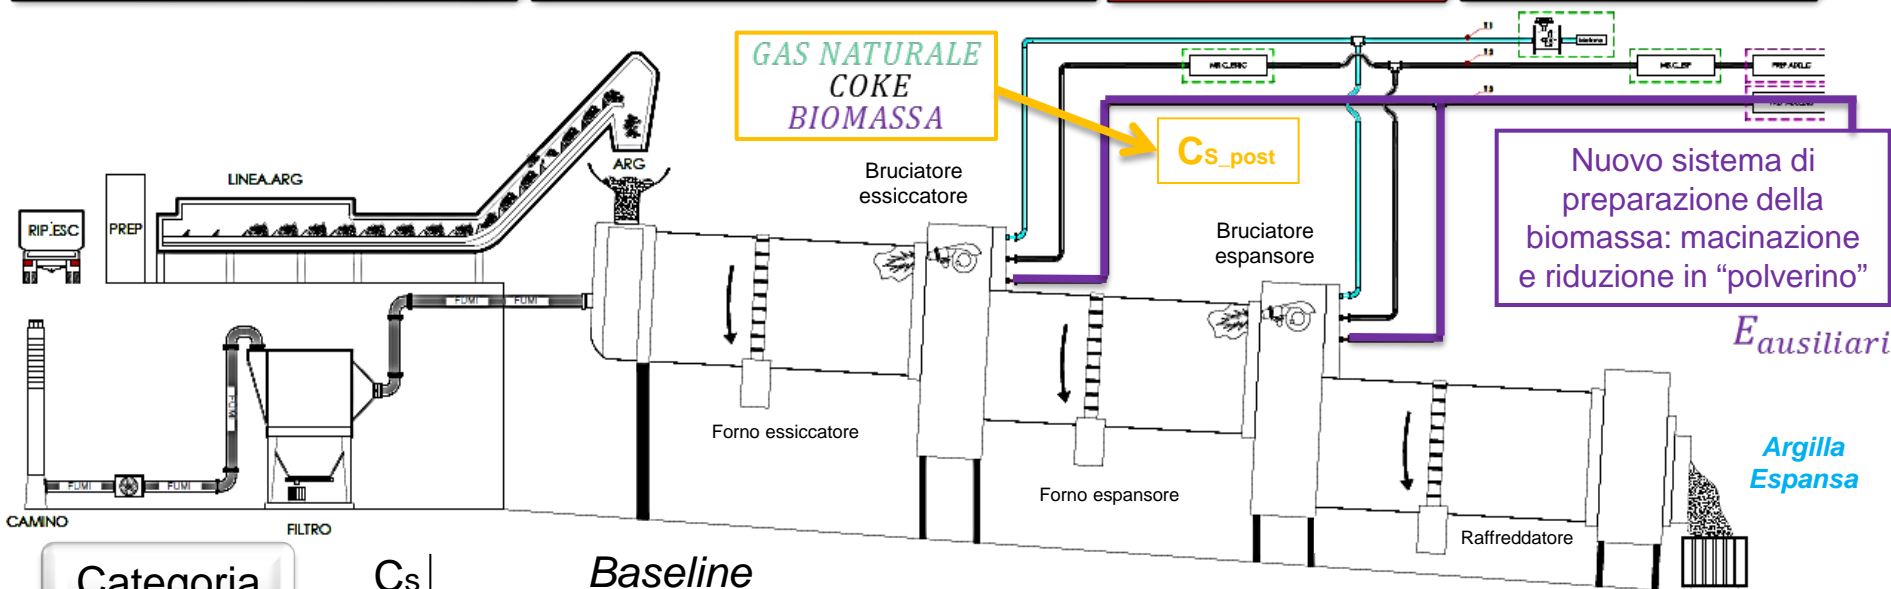 GAS NATURALE
COKE
BIOMASSA
Cs_post
Nuovo sistema di
preparazione della
biomassa: macinazione
e riduzione in “polverino”
Eausiliari
Bruciatore
essiccatore
Bruciatore
espansore
ARG
LINEA.ARG
PREP
FUMI FUMI
FUMI
FUMI FUMI
CAMINO
FILTRO
Forno essiccatore
Forno espansore
Raffreddatore
Argilla
Espansa
Categoria
Cs
Baseline